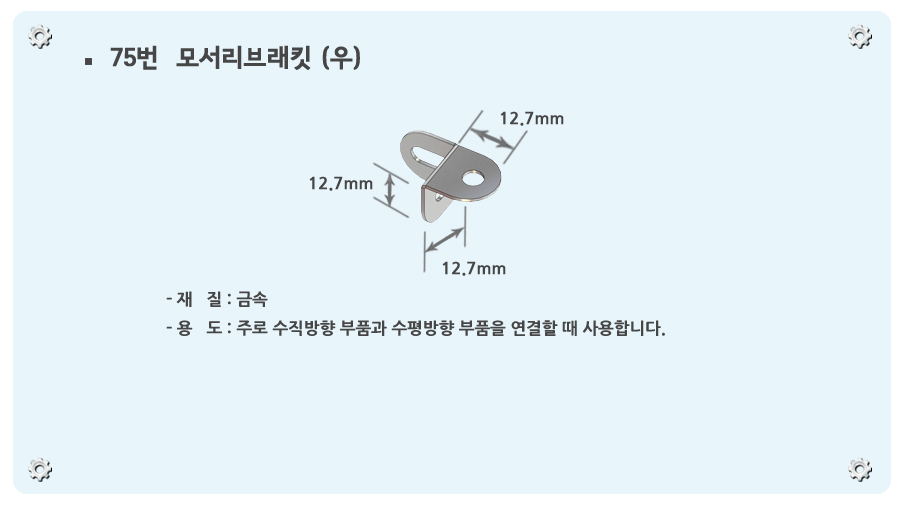 ▪ 75번 모서리브래킷 (우)
12.7mm
12.7mm
12.7mm
- 재 질 : 금속
- 용 도 : 주로 수직방향 부품과 수평방향 부품을 연결할 때 사용합니다.